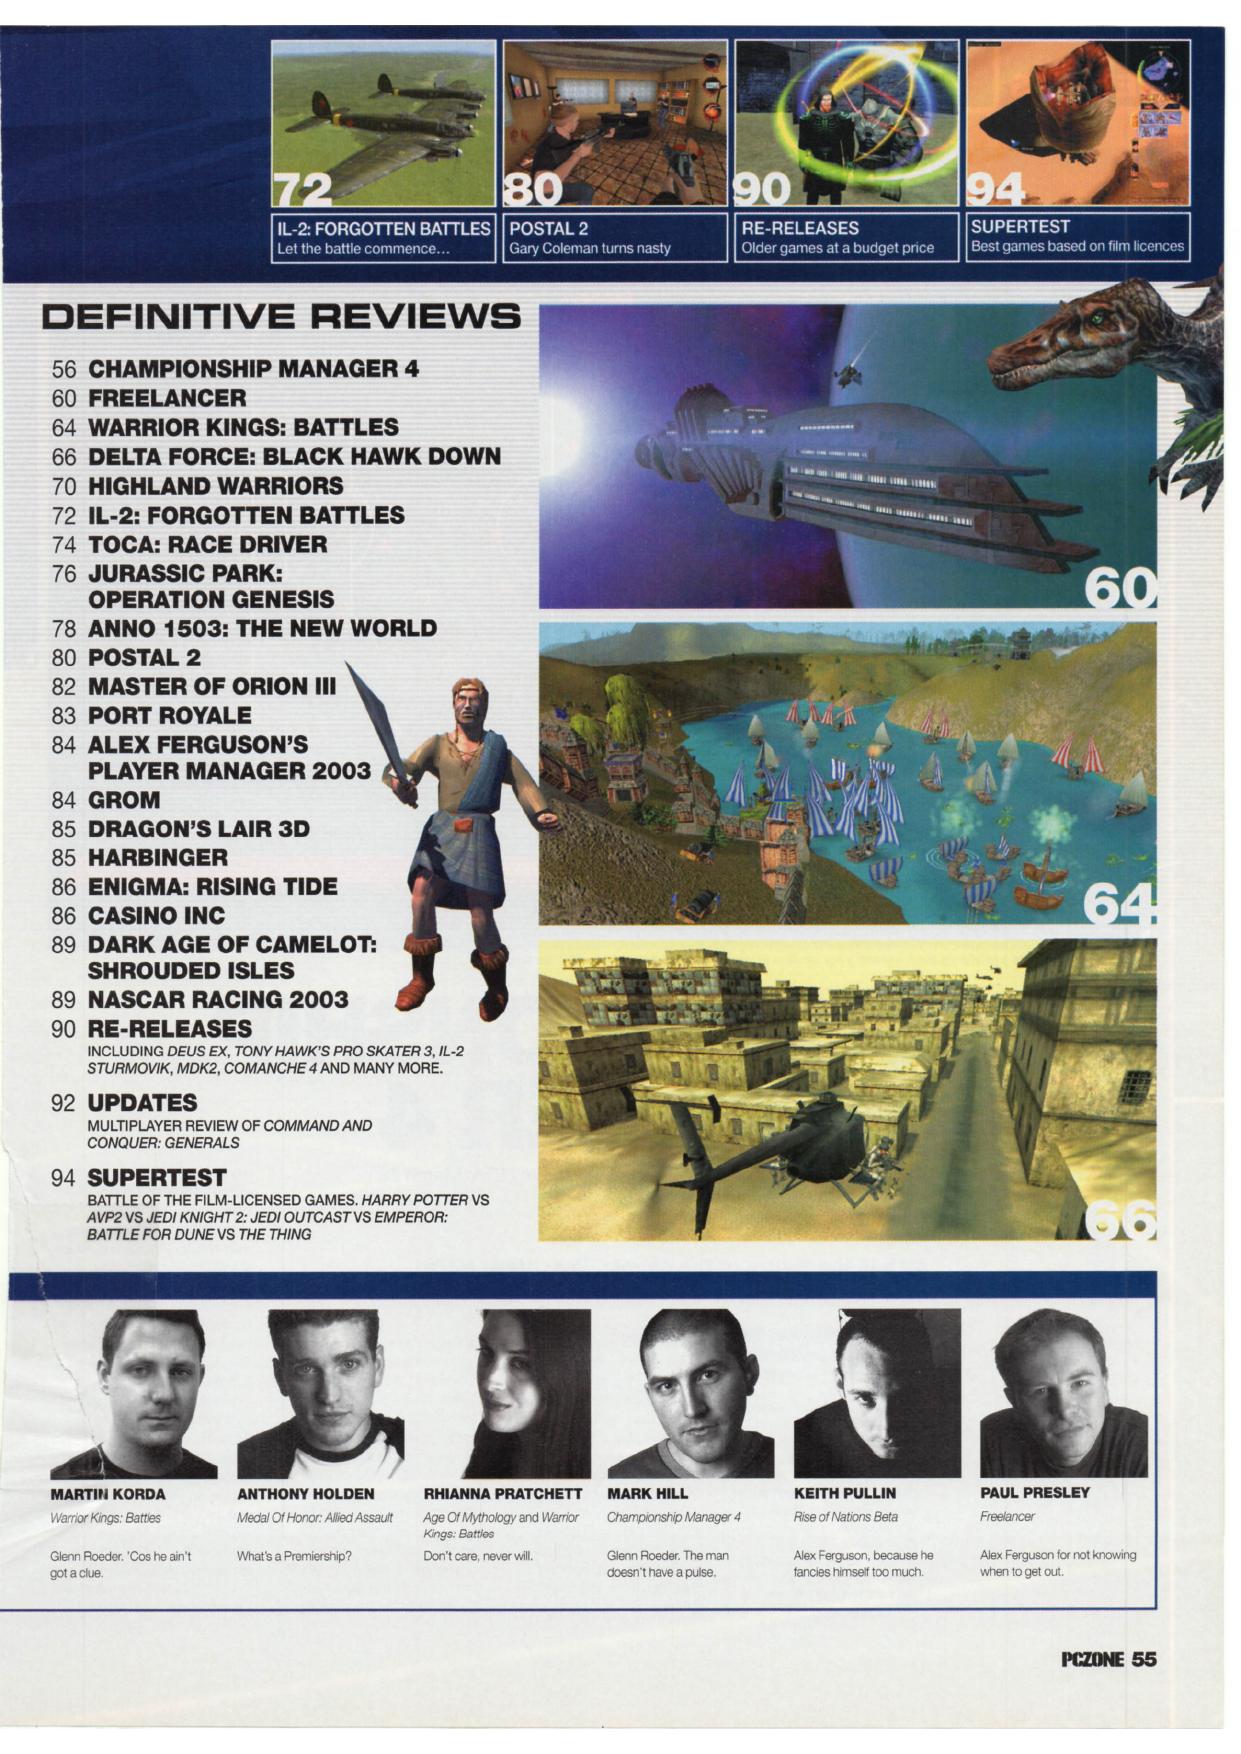 72
80
90
94
IL-2: FORGOTTEN BATTLES
Let the battle commence...
POSTAL 2
Gary Coleman turns nasty
RE-RELEASES
Older games at a budget price
SUPERTEST
Best games based on film licences
DEFINITIVE REVIEWS
56 CHAMPIONSHIP MANAGER 4
60 FREELANCER
64 WARRIOR KINGS: BATTLES
66 DELTA FORCE: BLACK HAWK DOWN
70 HIGHLAND WARRIORS
72 IL-2: FORGOTTEN BATTLES
74 TOCA: RACE DRIVER
76 JURASSIC PARK:
OPERATION GENESIS
78 ANNO 1503: THE NEW WORLD
80 POSTAL 2
82 MASTER OF ORION III
83 PORT ROYALE
84 ALEX FERGUSON'S
PLAYER MANAGER 2003
84 GROM
85 DRAGON'S LAIR 3D
85 HARBINGER
86 ENIGMA: RISING TIDE
86 CASINO INC
89 DARK AGE OF CAMELOT:
SHROUDED ISLES
89 NASCAR RACING 2003
90 RE-RELEASES
INCLUDING DEUS EX, TONY HAWK'S PRO SKATER 3, IL-2
STURMOVIK, MDK2, COMANCHE 4 AND MANY MORE.
92 UPDATES
MULTIPLAYER REVIEW OF COMMAND AND
CONQUER: GENERALS
94 SUPERTEST
BATTLE OF THE FILM-LICENSED GAMES. HARRY POTTER VS
AVP2 VS JEDI KNIGHT 2: JEDI OUTCAST VS EMPEROR:
BATTLE FOR DUNE VS THE THING
60
64
66
MARTIN KORDA
Warrior Kings: Battles
Glenn Roeder. 'Cos he ain't
got a clue.
ANTHONY HOLDEN
Medal Of Honor: Allied Assault
What's a Premiership?
RHIANNA PRATCHETT
Age Of Mythology and Warrior
Kings: Battles
Don't care, never will.
MARK HILL
Championship Manager 4
Glenn Roeder. The man
doesn't have a pulse.
KEITH PULLIN
Rise of Nations Beta
Alex Ferguson, because he
fancies himself too much.
PAUL PRESLEY
Freelancer
Alex Ferguson for not knowing
when to get out.
PCZONE 55